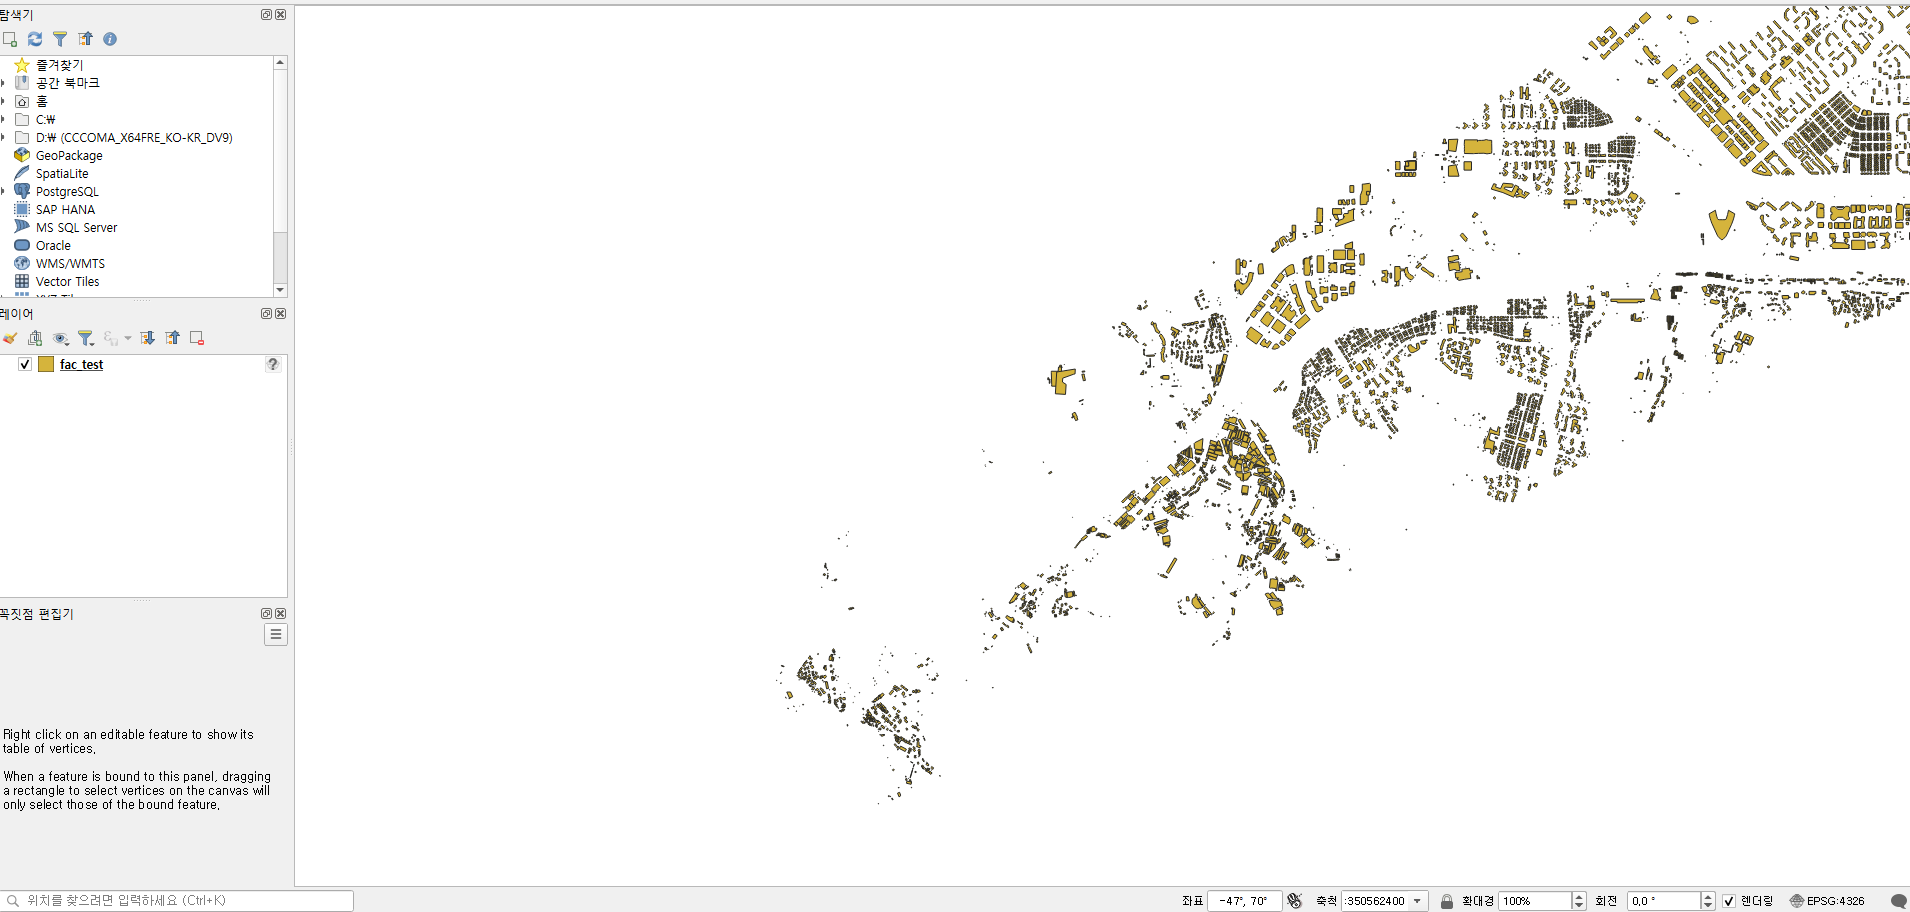 탐색기
즐겨찾기
공간 북마크
홈
C:₩
D:₩ (CCCOMA_X64FRE_KO-KR_DV9)
GeoPackage
SpatiaLite
PostgreSQL
SAP HANA
MS SQL Server
Oracle
WMS/WMTS
Vector Tiles
레이어
fac_test
?
꼭짓점 편집기
Right click on an editable feature to show its
table of vertices.
When a feature is bound to this panel, dragging
a rectangle to select vertices on the canvas will
only select those of the bound feature.
위치를 찾으려면 입력하세요 (Ctrl+K)
좌표 -47°, 70° 축척 :350562400 확대경 100% 회전 0.0 ° 렌더링 EPSG:4326